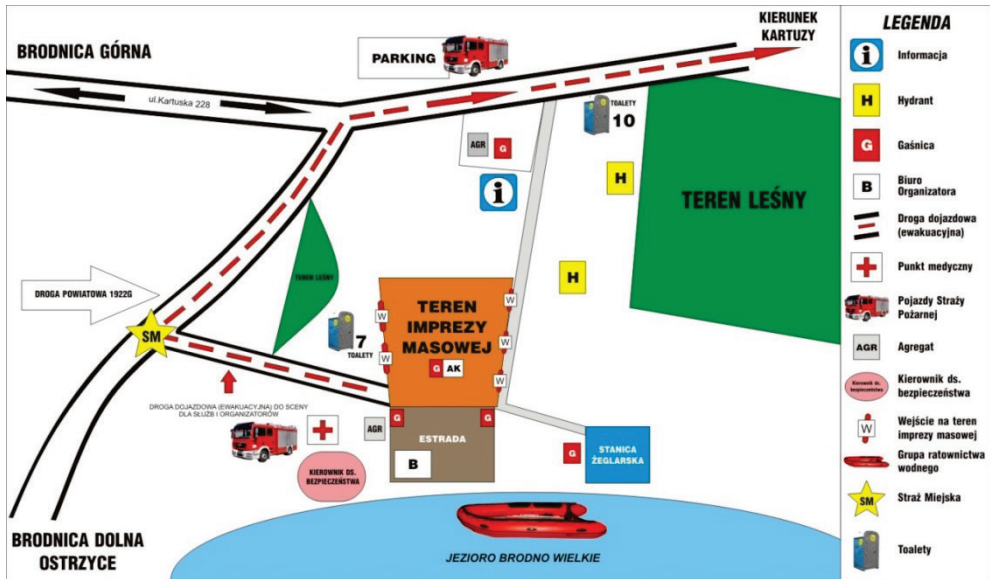 BRODNICA GÓRNA
ul.Kartuska 228
PARKING
KIERUNEK
KARTUZY
TOALETY
10
AGR
G
i
H
TEREN LEŚNY
H
TEREN LEŚNY
DROGA POWIATOWA 1922G
SM
7
TOALETY
TEREN
IMPREZY
MASOWEJ
W
W
W
W
W
G AK
DROGA DOJAZDOWA (EWAKUACYJNA) DO SCENY
DLA SŁUŻB I ORGANIZATORÓW
AGR
KIEROWNIK DS.
BEZPIECZEŃSTWA
G
G
ESTRADA
B
G
STANICA
ŻEGLARSKA
JEZIORO BRODNO WIELKIE
BRODNICA DOLNA
OSTRZYCE
LEGENDA
i
Informacja
H
Hydrant
G
Gaśnica
B
Biuro
Organizatora
Droga dojazdowa
(ewakuacyjna)
Punkt medyczny
Pojazdy Straży
Pożarnej
AGR
Agregat
Kierownik ds.
bezpieczeństwa
Kierownik ds.
bezpieczeństwa
W
Wejście na teren
imprezy masowej
Grupa ratownictwa
wodnego
SM
Straż Miejska
Toalety